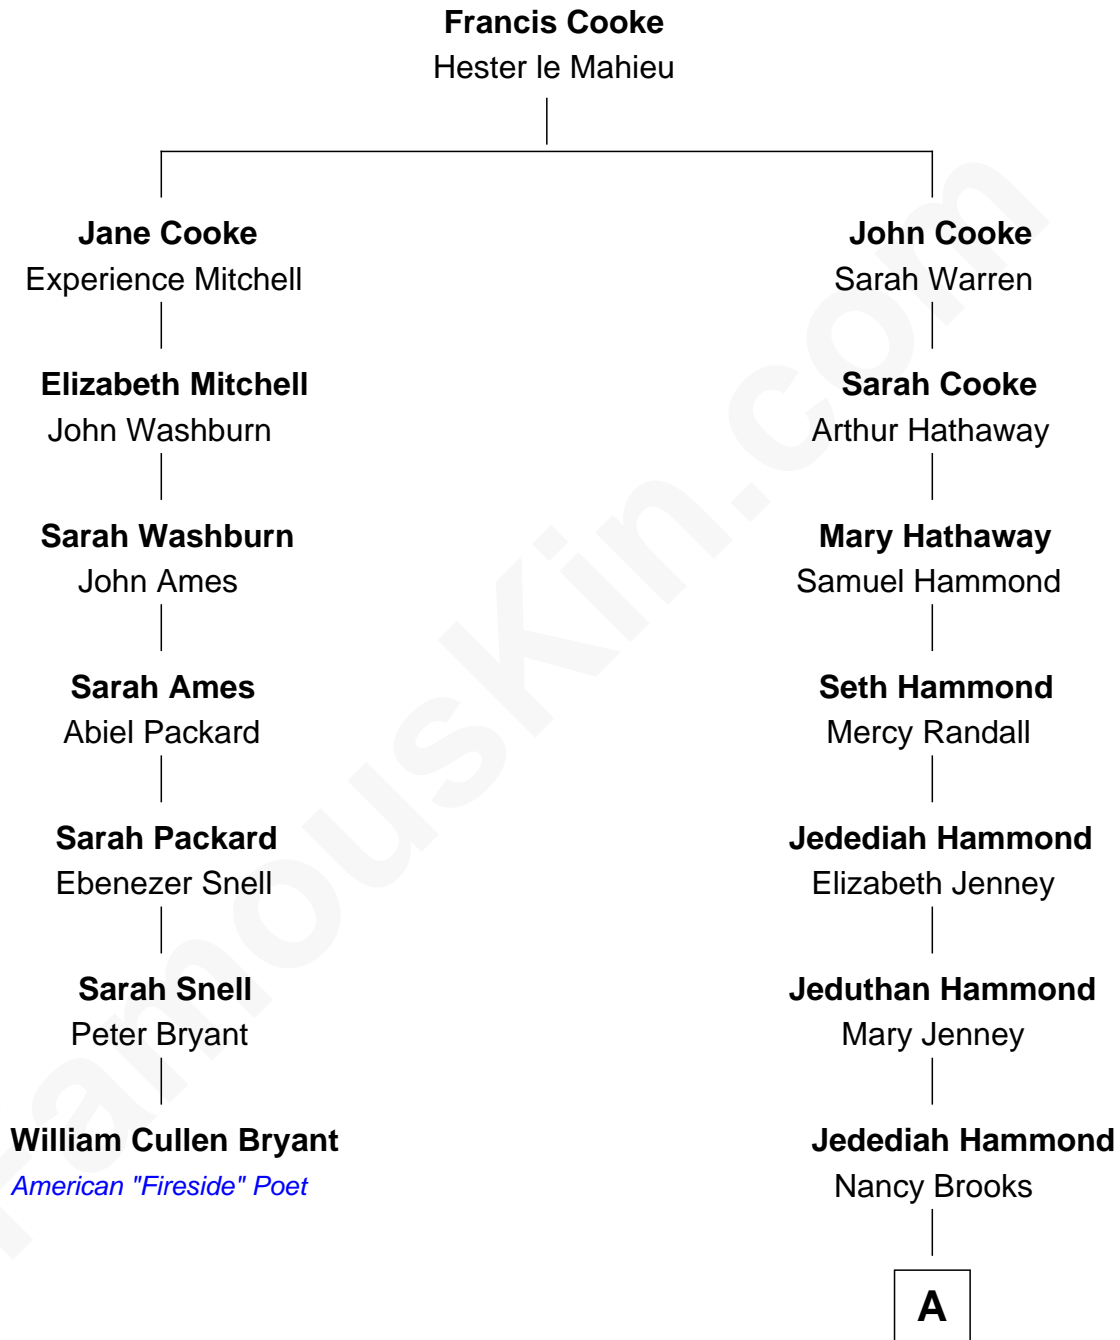 Francis Cooke
Hester le Mahieu
Jane Cooke
Experience Mitchell
John Cooke
Sarah Warren
Elizabeth Mitchell
John Washburn
Sarah Cooke
Arthur Hathaway
Sarah Washburn
John Ames
Mary Hathaway
Samuel Hammond
Sarah Ames
Abiel Packard
Seth Hammond
Mercy Randall
Sarah Packard
Ebenezer Snell
Jedediah Hammond
Elizabeth Jenney
Sarah Snell
Peter Bryant
Jeduthan Hammond
Mary Jenney
William Cullen Bryant
American "Fireside" Poet
Jedediah Hammond
Nancy Brooks
A
FamousKin.com